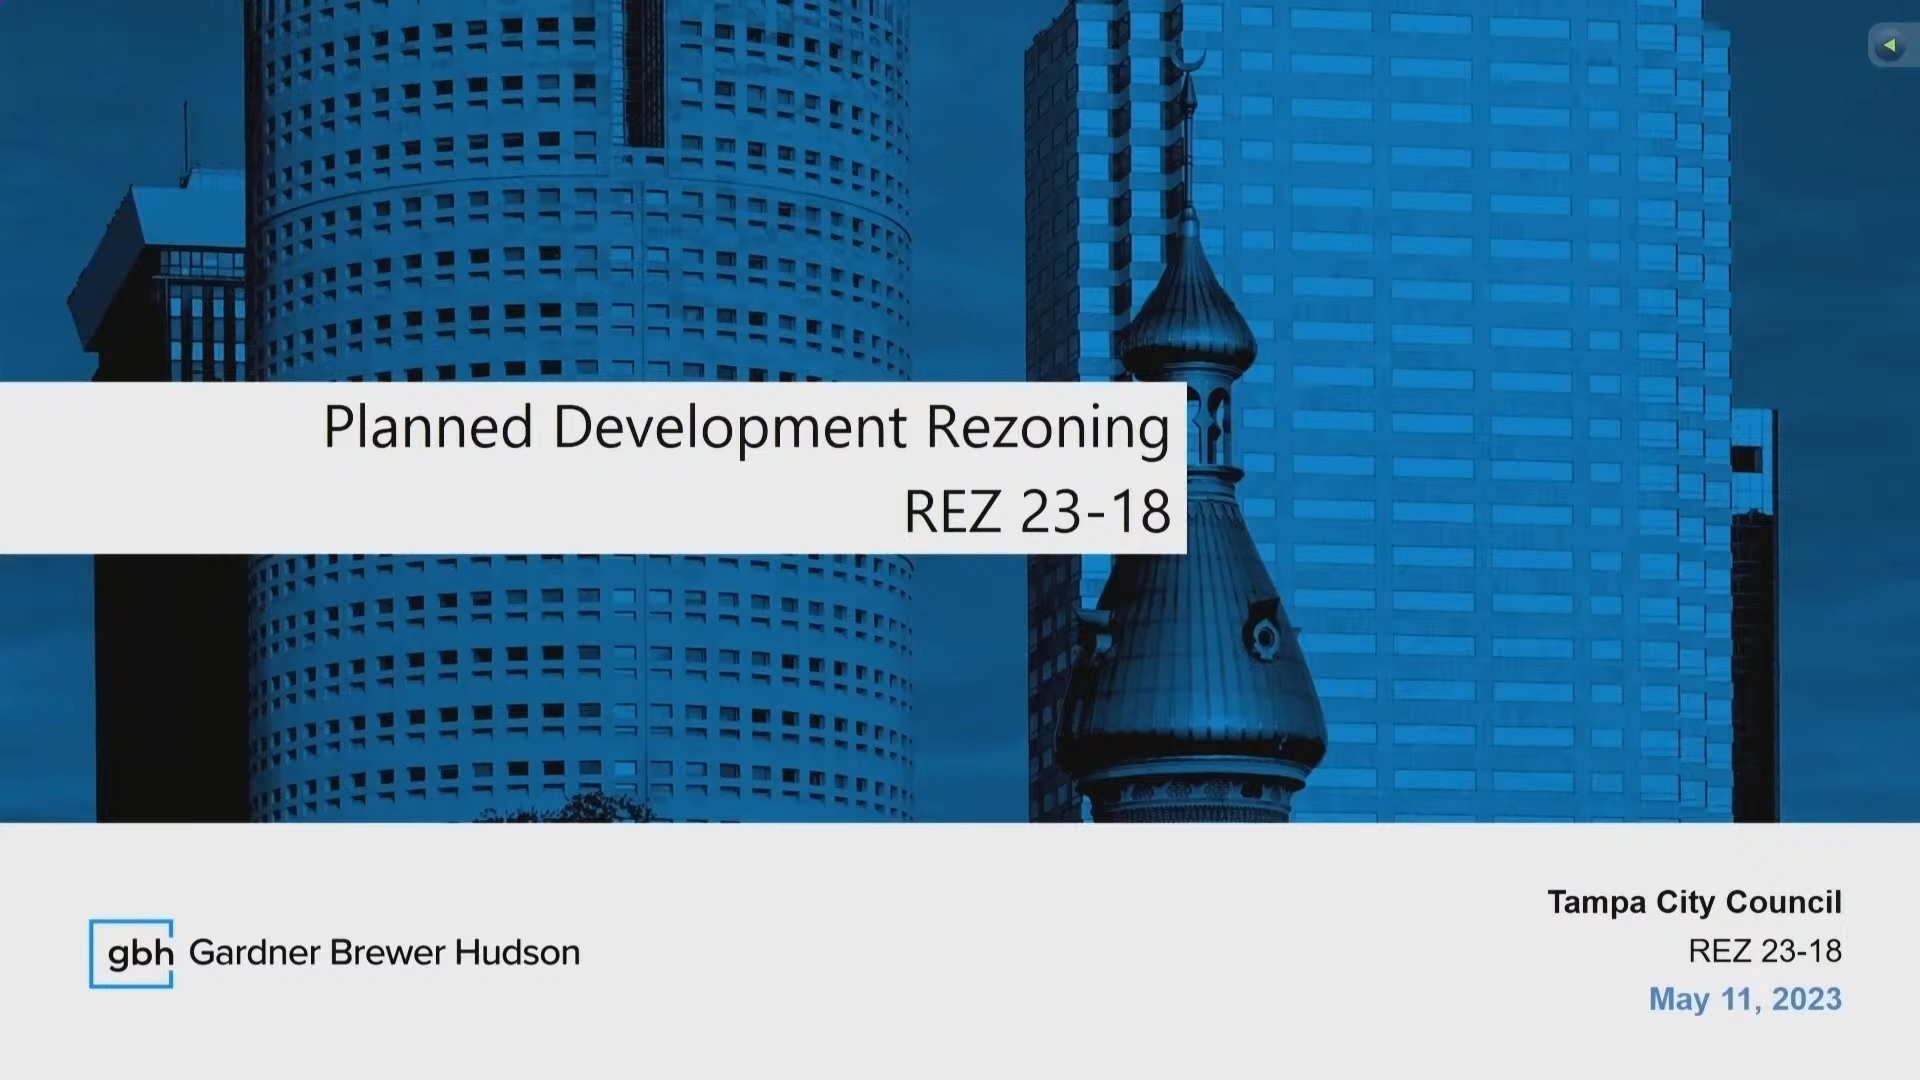 Planned Development Rezoning
REZ 23-18
gbh Gardner Brewer Hudson
Tampa City Council
REZ 23-18
May 11, 2023